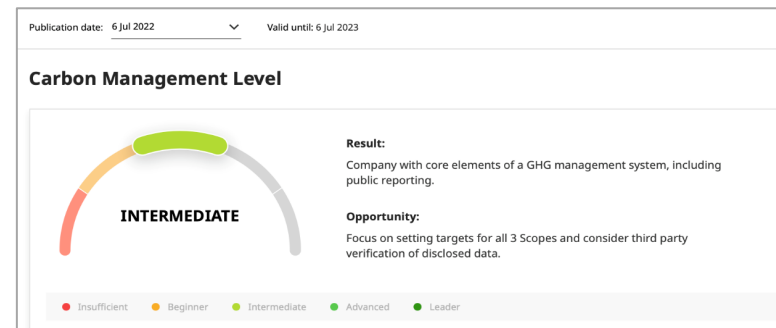 Publication date: 6 Jul 2022 Valid until: 6 Jul 2023
Carbon Management Level
INTERMEDIATE
Result:
Company with core elements of a GHG management system, including
public reporting.
Opportunity:
Focus on setting targets for all 3 Scopes and consider third party
verification of disclosed data.
Insufficient Beginner Intermediate Advanced Leader